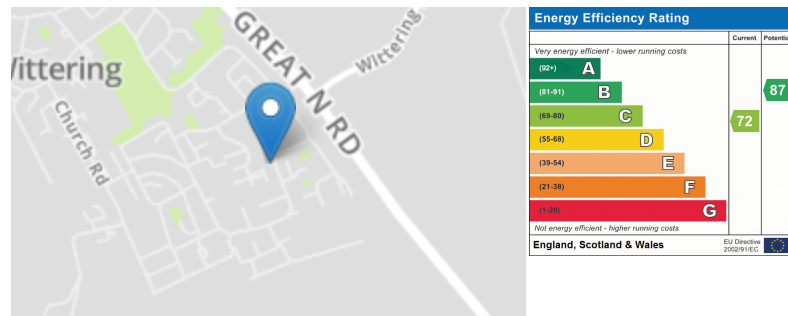 GREAT N RD
Wittering
ittering
Church Rd
Energy Efficiency Rating
Current Potentia
Very energy efficient - lower running costs
(92+) A
(81-91) B
87
(69-80) C
72
(55-68) D
(39-54) E
(21-38) F
(1-20) G
Not energy efficient - higher running costs
England, Scotland & Wales
EU Directive
2002/91/EC